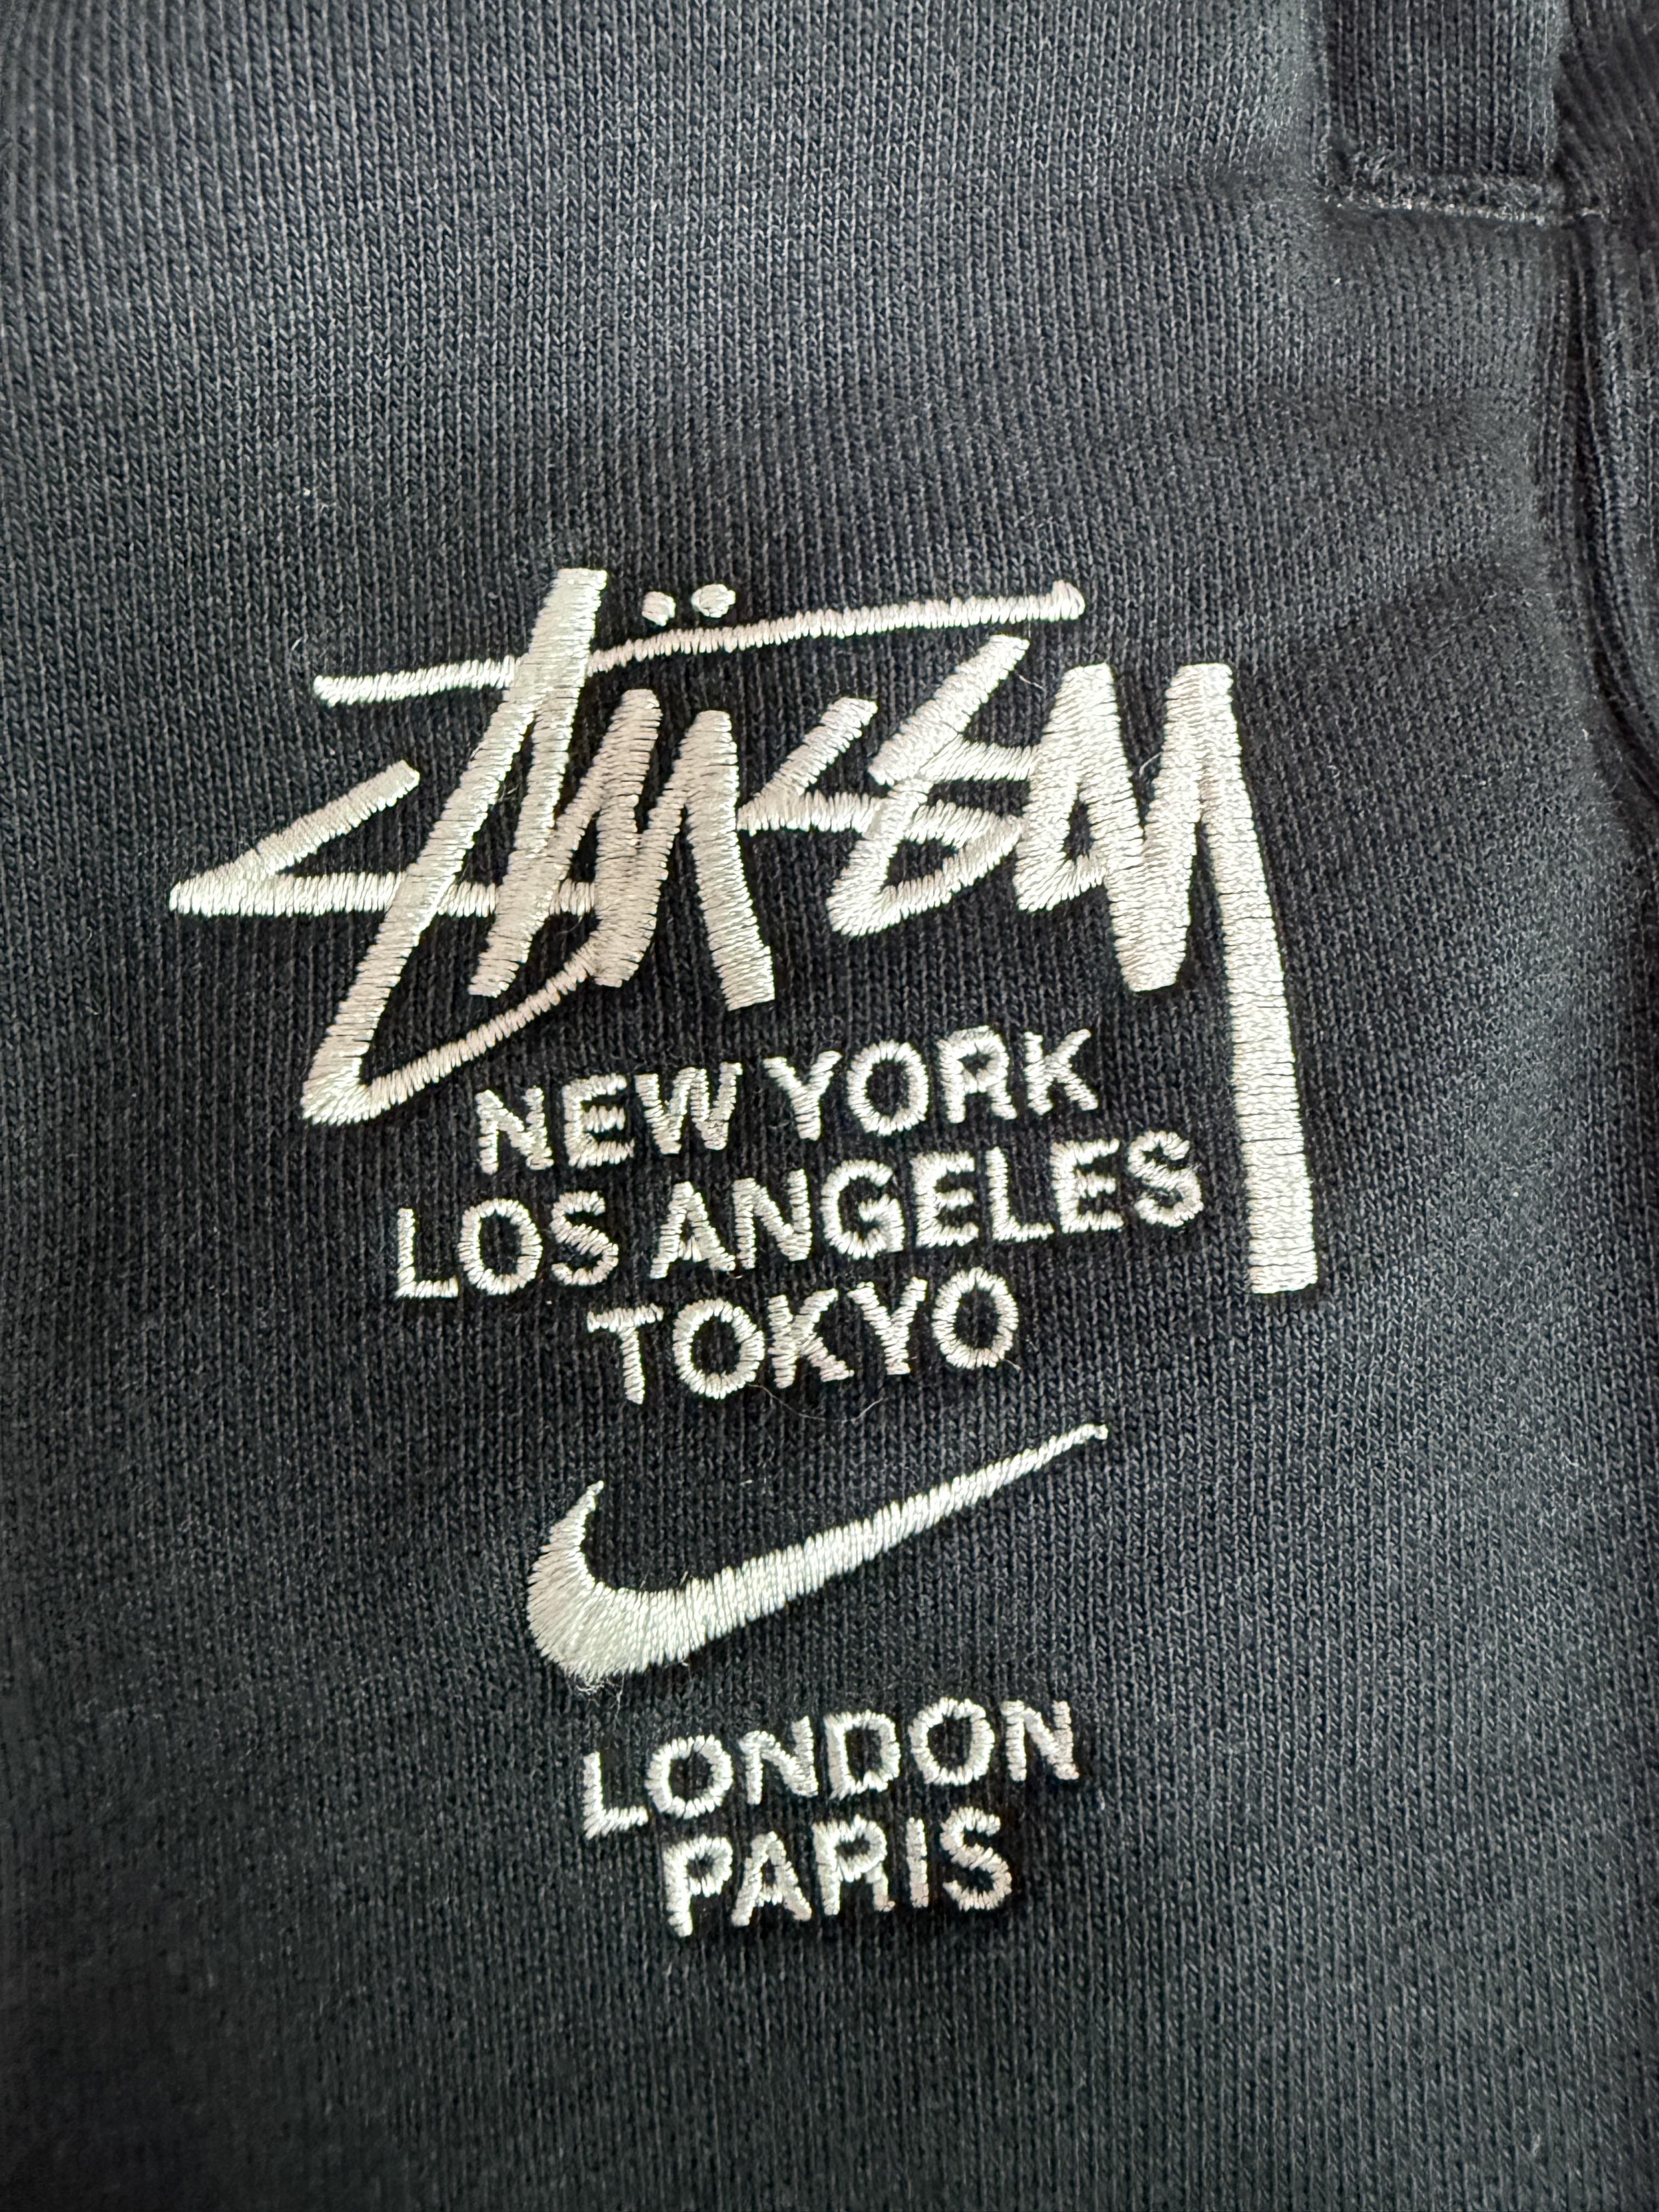 Stüssy
NEW YORK
LOS ANGELES
TOKYO
LONDON
PARIS